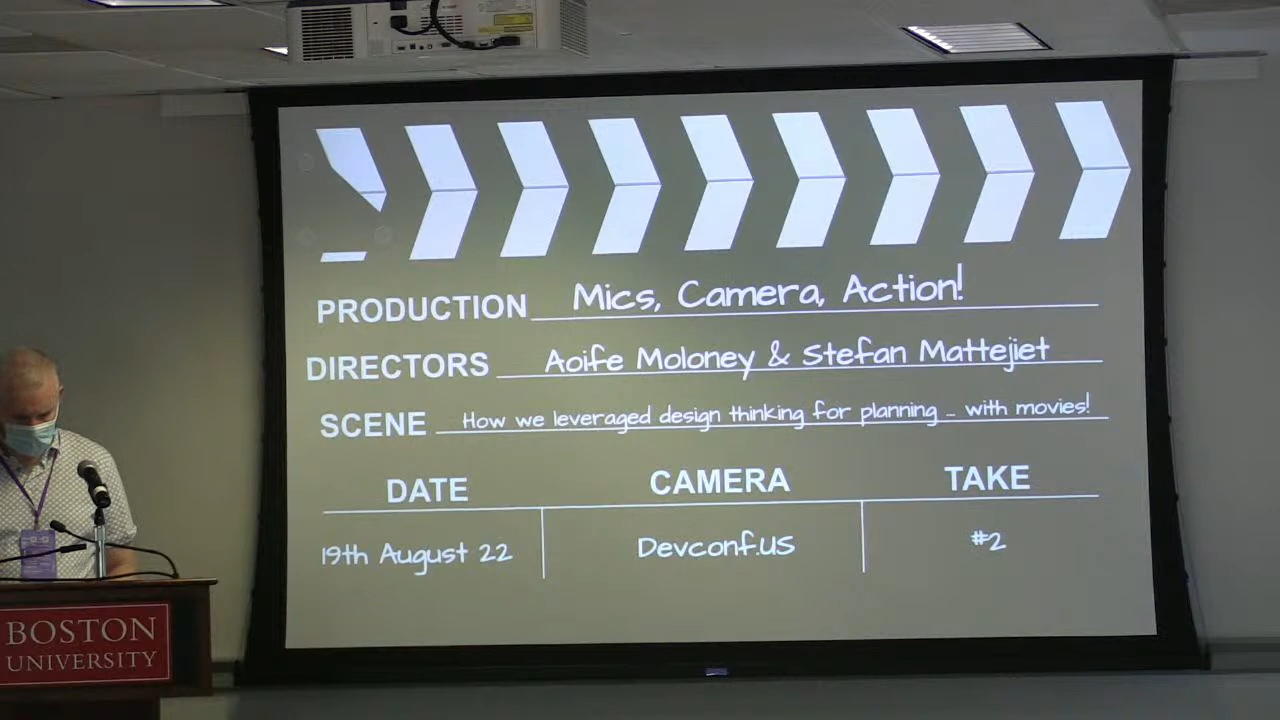 PRODUCTION Mics, Camera, Action!
DIRECTORS Aoife Moloney & Stefan Mattejiet
SCENE How we leveraged design thinking for planning ... with movies!
DATE CAMERA TAKE
19th August 22 Devconf.US #2
BOSTON
UNIVERSITY